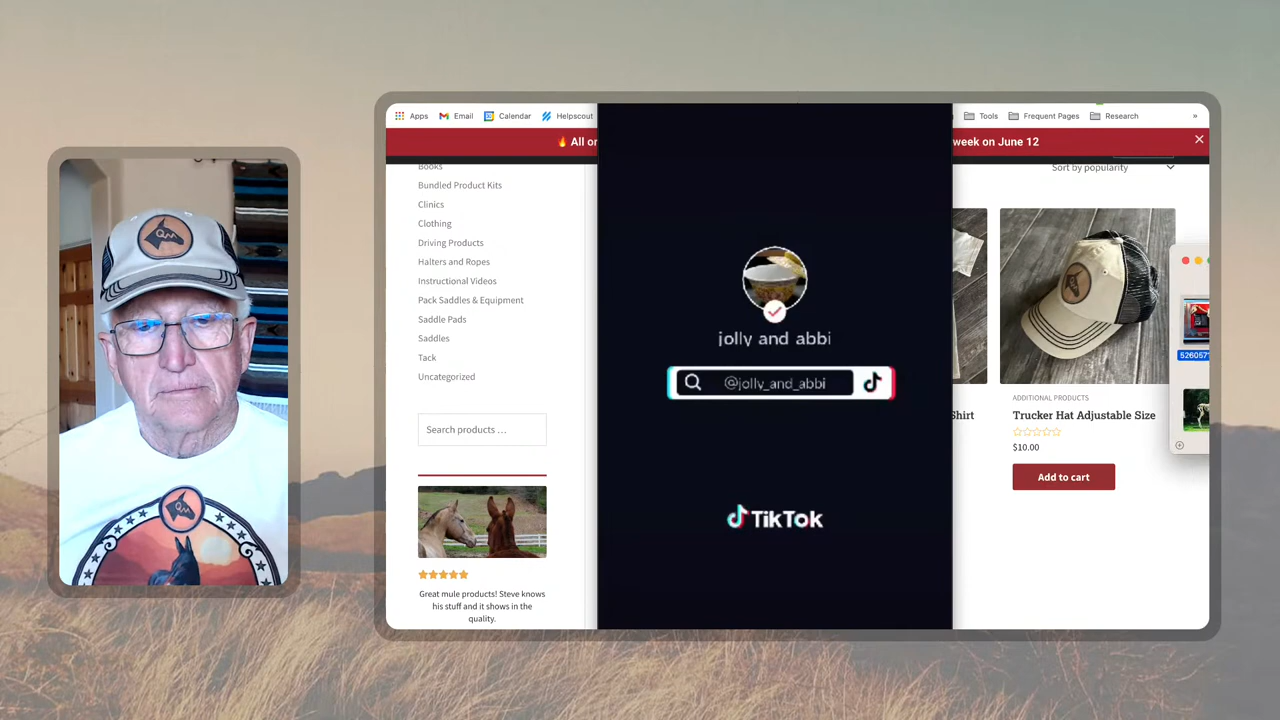 Apps
Email
Calendar
Helpscout
Tools
Frequent Pages
Research
»
🔥 All or
week on June 12
Books
Bundled Product Kits
Clinics
Clothing
Driving Products
Halters and Ropes
Instructional Videos
Pack Saddles & Equipment
Saddle Pads
Saddles
Tack
Uncategorized
Search products …
Great mule products! Steve knows
his stuff and it shows in the
quality.
jolly and abbi
@jolly_and_abbi
TikTok
Sort by popularity
Shirt
ADDITIONAL PRODUCTS
Trucker Hat Adjustable Size
$10.00
Add to cart
526057
QM
QM